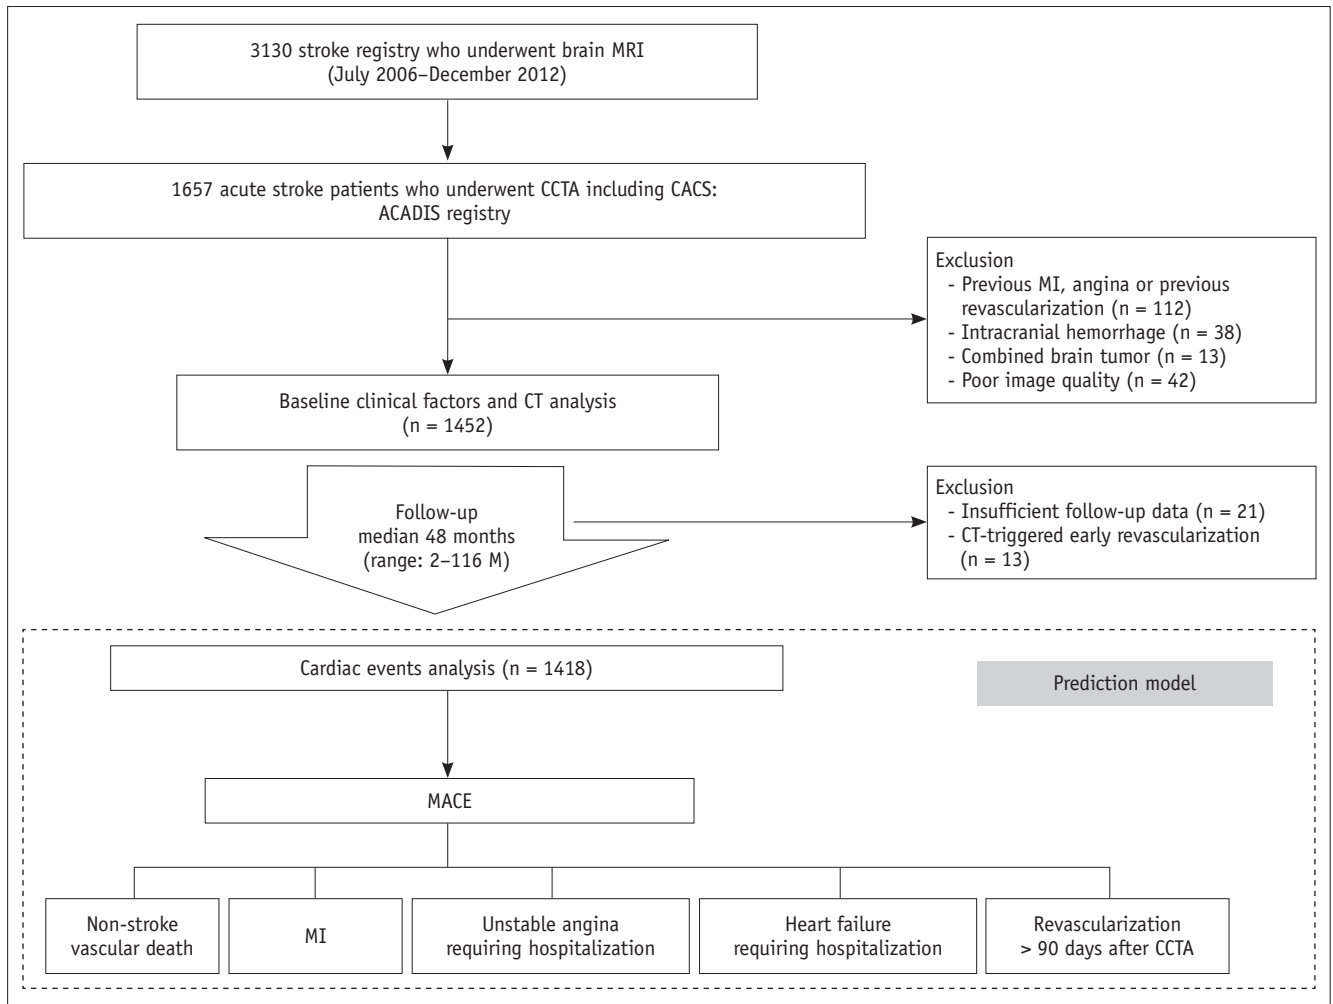 3130 stroke registry who underwent brain MRI
(July 2006–December 2012)
1657 acute stroke patients who underwent CCTA including CACS:
ACADIS registry
Exclusion
- Previous MI, angina or previous
revascularization (n = 112)
- Intracranial hemorrhage (n = 38)
- Combined brain tumor (n = 13)
- Poor image quality (n = 42)
Baseline clinical factors and CT analysis
(n = 1452)
Follow-up
median 48 months
(range: 2–116 M)
Exclusion
- Insufficient follow-up data (n = 21)
- CT-triggered early revascularization
(n = 13)
Cardiac events analysis (n = 1418)
Prediction model
MACE
Non-stroke
vascular death
MI
Unstable angina
requiring hospitalization
Heart failure
requiring hospitalization
Revascularization
> 90 days after CCTA